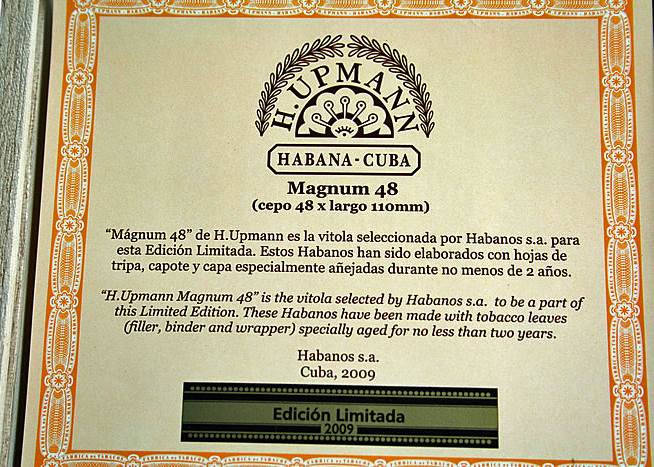 H. UPMANN
HABANA - CUBA
Magnum 48
(cepo 48 x largo 110mm)
“Mágnum 48” de H.Upmann es la vitola seleccionada por Habanos s.a. para
esta Edición Limitada. Estos Habanos han sido elaborados con hojas de
tripa, capote y capa especialmente añejadas durante no menos de 2 años.
“H.Upmann Magnum 48” is the vitola selected by Habanos s.a. to be a part of
this Limited Edition. These Habanos have been made with tobacco leaves
(filler, binder and wrapper) specially aged for no less than two years.
Habanos s.a.
Cuba, 2009
Edición Limitada
2009